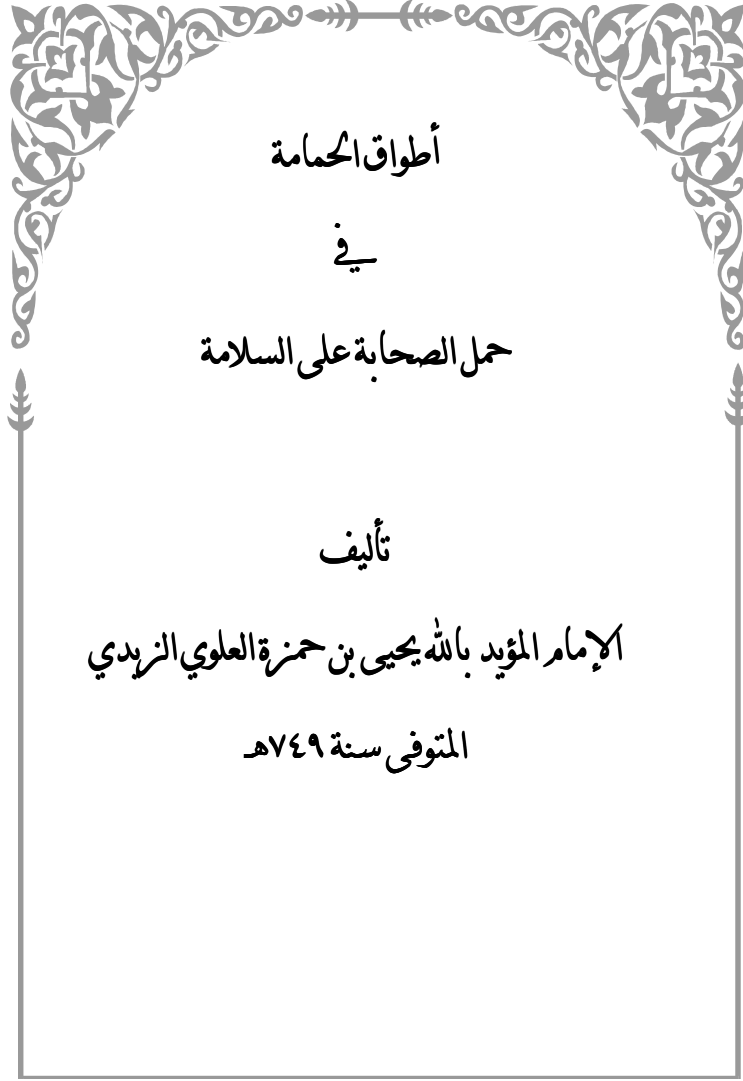 أطواق الحمامة
في
حمل الصحابة على السلامة
تأليف
الإمام المؤيد بالله يحيى بن حمزة العلوي الزيدي
المتوفى سنة ٧٤٩هـ